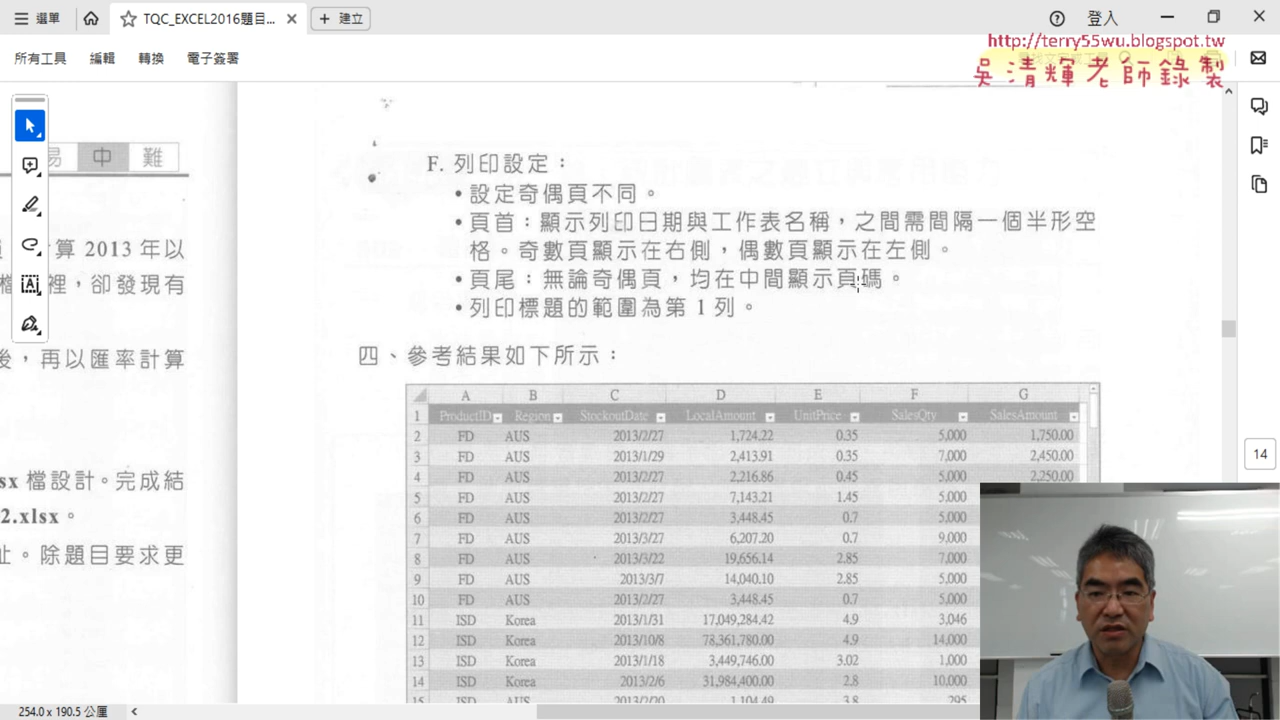 選單
TQC_EXCEL2016題目...
建立
登入
http://terry55wu.blogspot.tw
所有工具 編輯 轉換 電子簽署
吳清輝老師錄製
易 中 難
算 2013 年以
裡,卻發現有
後,再以匯率計算
sx 檔設計。完成結
2.xlsx。
止。除題目要求更
F. 列印設定:
•設定奇偶頁不同。
•頁首:顯示列印日期與工作表名稱,之間需間隔一個半形空
格。奇數頁顯示在右側,偶數頁顯示在左側。
•頁尾:無論奇偶頁,均在中間顯示頁碼。
•列印標題的範圍為第 1 列。
四、參考結果如下所示:
A B C D E F G
1 ProductID Region StockoutDate LocalAmount UnitPrice SalesQty SalesAmount
2 FD AUS 2013/2/27 1,724.22 0.35 5,000 1,750.00
3 FD AUS 2013/1/29 2,413.91 0.35 7,000 2,450.00
4 FD AUS 2013/2/27 2,216.86 0.45 5,000 2,250.00
5 FD AUS 2013/2/27 7,143.21 1.45 5,000
6 FD AUS 2013/2/27 3,448.45 0.7 5,000
7 FD AUS 2013/3/27 6,207.20 0.7 9,000
8 FD AUS 2013/3/22 19,656.14 2.85 7,000
9 FD AUS 2013/3/7 14,040.10 2.85 5,000
10 FD AUS 2013/2/27 3,448.45 0.7 5,000
11 ISD Korea 2013/1/31 17,049,284.42 4.9 3,046
12 ISD Korea 2013/10/8 78,361,780.00 4.9 14,000
13 ISD Korea 2013/1/18 3,449,746.00 3.02 1,000
14 ISD Korea 2013/2/6 31,984,400.00 2.8 10,000
15 ISD AUS 2013/2/20 1,104.49 3.8 295
14
254.0 x 190.5 公厘